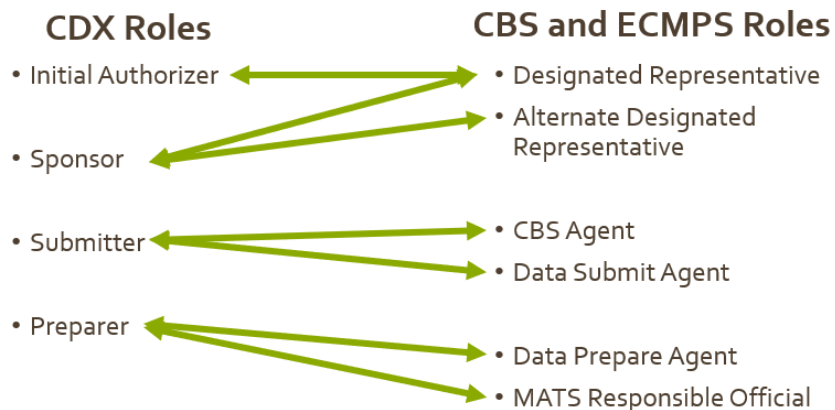 CDX Roles
• Initial Authorizer
• Sponsor
• Submitter
• Preparer
CBS and ECMPS Roles
• Designated Representative
• Alternate Designated
Representative
• CBS Agent
• Data Submit Agent
• Data Prepare Agent
• MATS Responsible Official